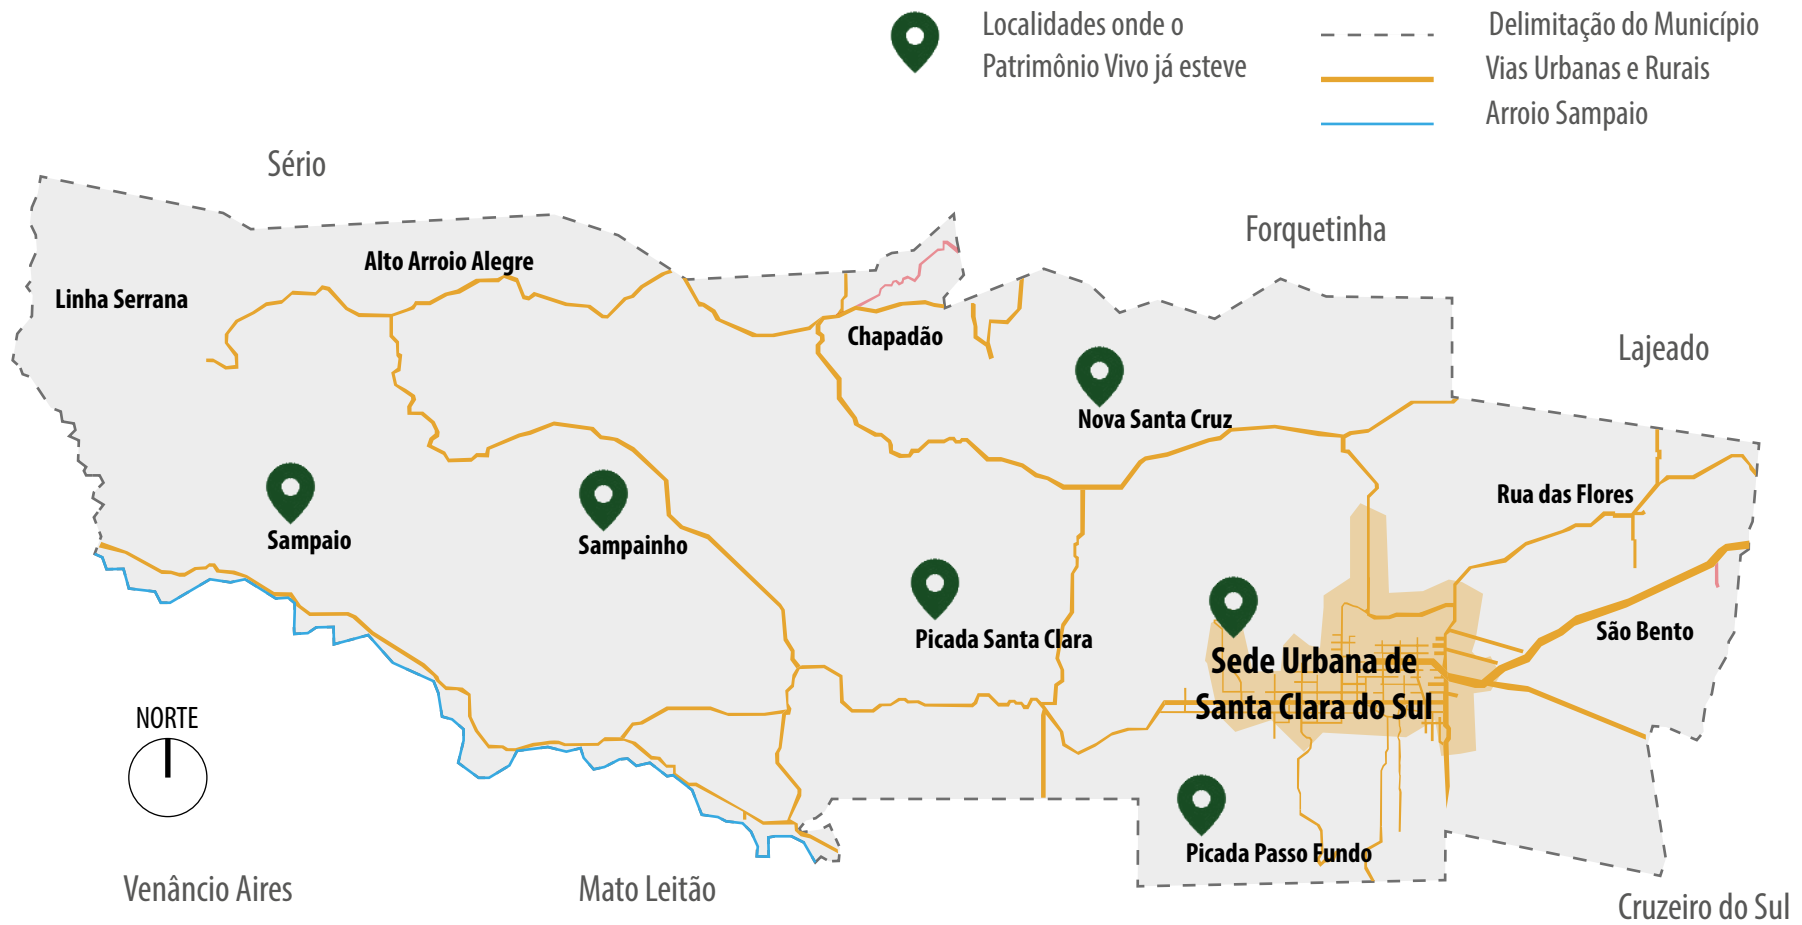 Localidades onde o
Patrimônio Vivo já esteve
Delimitação do Município
Vias Urbanas e Rurais
Arroio Sampaio
Sério
Forquetinha
Alto Arroio Alegre
Linha Serrana
Chapadão
Lajeado
Nova Santa Cruz
Rua das Flores
Sampaio
Sampainho
Picada Santa Clara
São Bento
Sede Urbana de
Santa Clara do Sul
NORTE
Picada Passo Fundo
Venâncio Aires
Mato Leitão
Cruzeiro do Sul